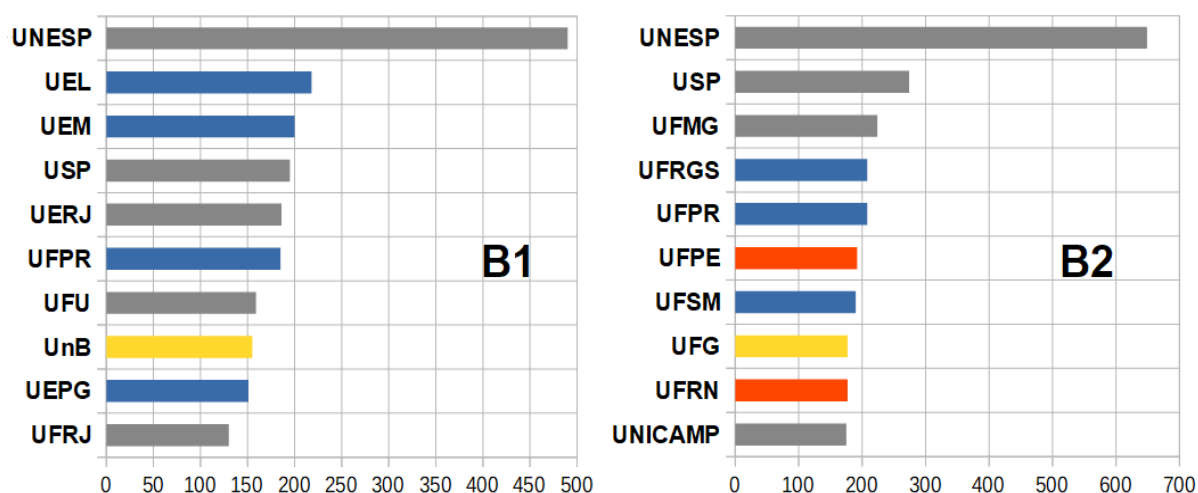 UNESP
UEL
UEM
USP
UERJ
UFPR
UFU
UnB
UEPG
UFRJ
B1
0 50 100 150 200 250 300 350 400 450 500
UNESP
USP
UFMG
UFRGS
UFPR
UFPE
UFSM
UFG
UFRN
UNICAMP
B2
0 100 200 300 400 500 600 700